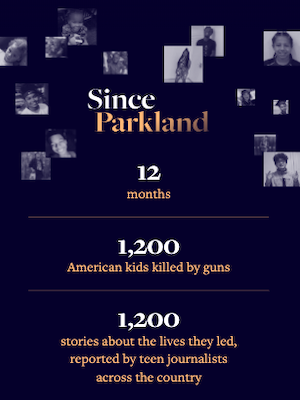 Since
Parkland
12
months
1,200
American kids killed by guns
1,200
stories about the lives they led,
reported by teen journalists
across the country